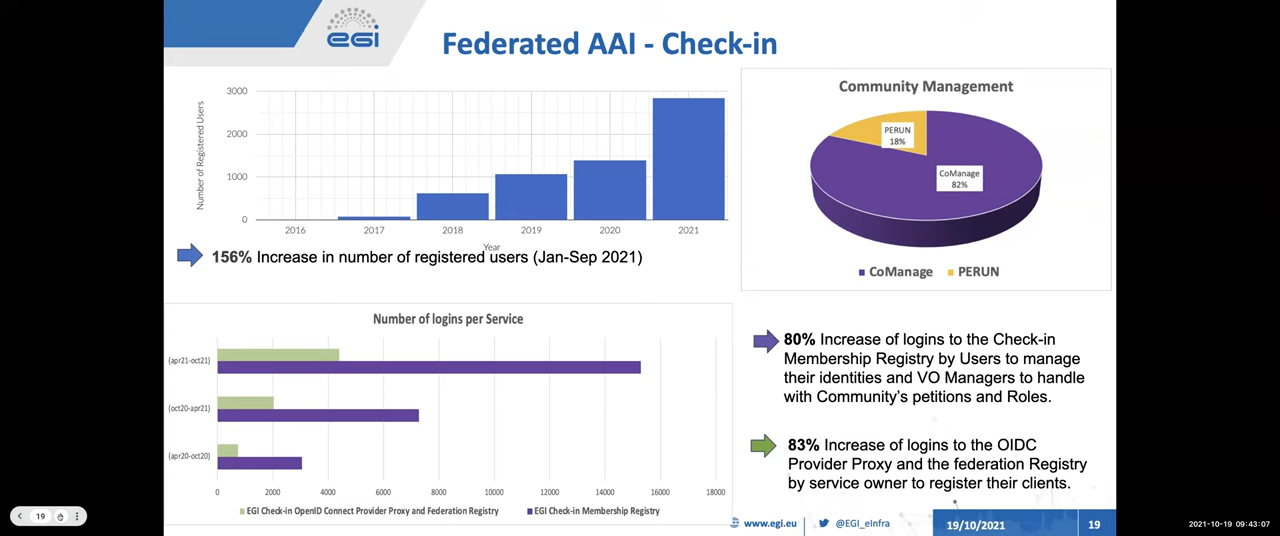 EGI
Federated AAI - Check-in
Number of Registered Users
3000
2000
1000
0
2016
2017
2018
2019
2020
2021
Year
156% Increase in number of registered users (Jan-Sep 2021)
Community Management
PERUN
18%
CoManage
82%
CoManage
PERUN
Number of logins per Service
(apr21-oct21)
(oct20-apr21)
(apr20-oct20)
0
2000
4000
6000
8000
10000
12000
14000
16000
18000
EGI Check-in OpenID Connect Provider Proxy and Federation Registry
EGI Check-in Membership Registry
80% Increase of logins to the Check-in
Membership Registry by Users to manage
their identities and VO Managers to handle
with Community's petitions and Roles.
83% Increase of logins to the OIDC
Provider Proxy and the federation Registry
by service owner to register their clients.
www.egi.eu
@EGI_eInfra
19/10/2021
19
19
2021-10-19 09:43:07